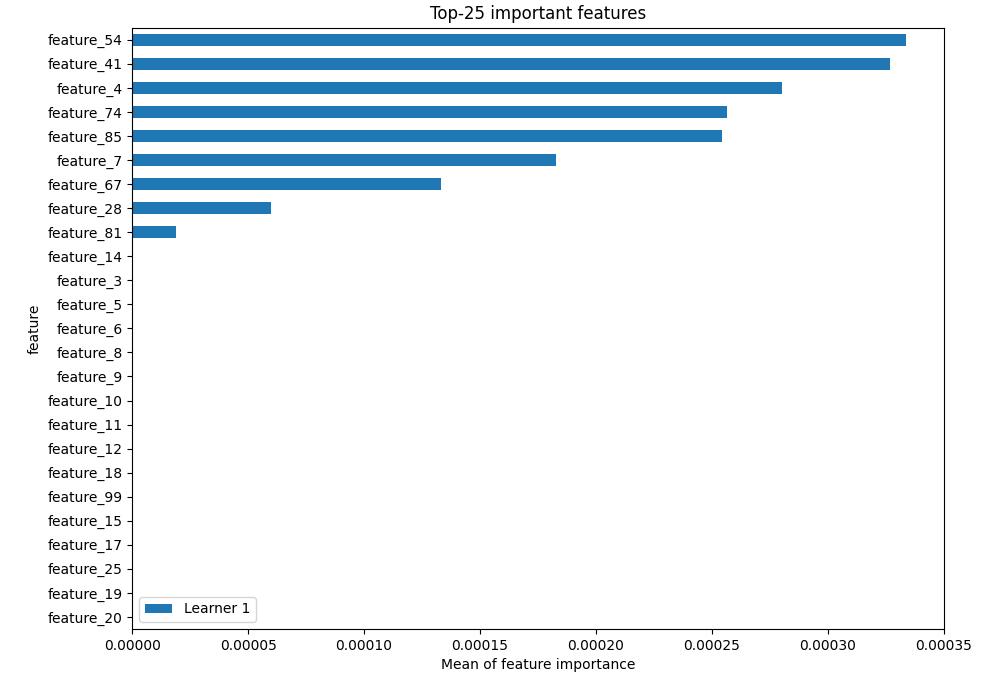 Top-25 important features
feature_54
feature_41
feature_4
feature_74
feature_85
feature_7
feature_67
feature_28
feature_81
feature_14
feature_3
feature_5
feature_6
feature_8
feature_9
feature_10
feature_11
feature_12
feature_18
feature_99
feature_15
feature_17
feature_25
feature_19
feature_20
feature
Learner 1
0.00000 0.00005 0.00010 0.00015 0.00020 0.00025 0.00030 0.00035
Mean of feature importance